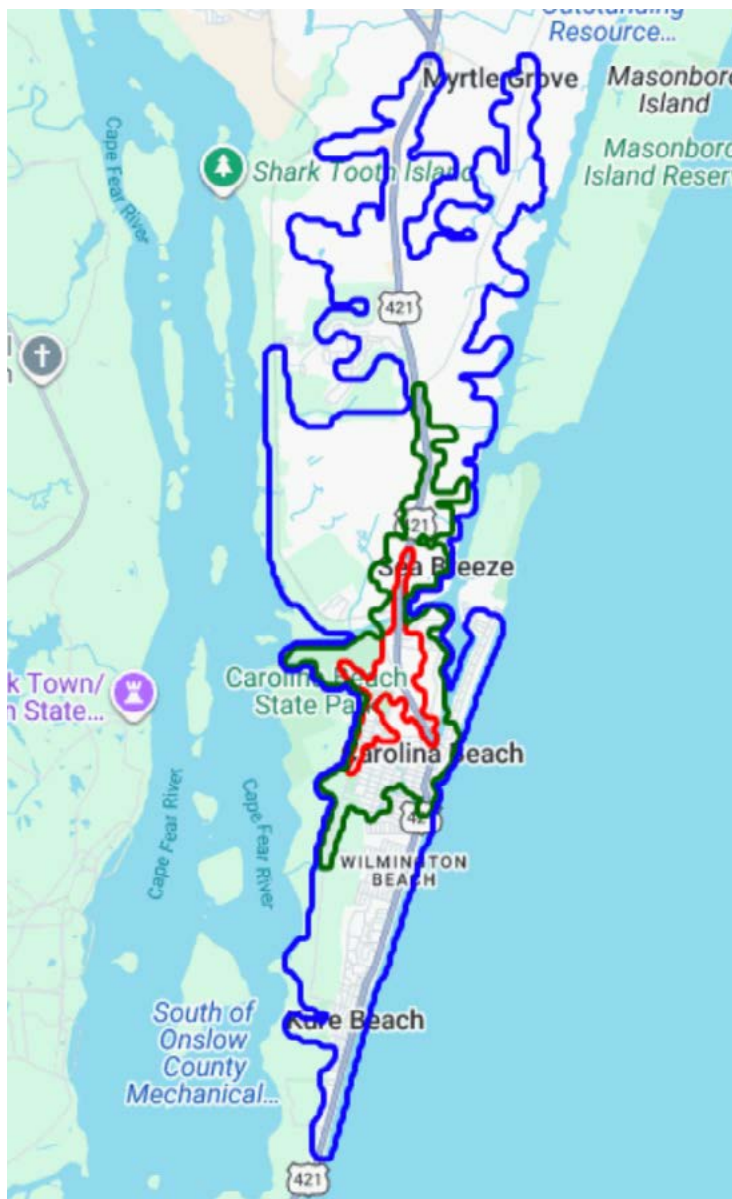 Outstanding
Resource...
Myrtle Grove
Masonboro
Island
Masonboro
Island Reserv
Cape Fear River
Shark Tooth Island
421
421
Sea Breeze
Carolina Beach
State Park
k Town/
n State...
Carolina Beach
Cape Fear River
Cape Fear River
42
WILMINGTON
BEACH
Kure Beach
South of
Onslow
County
Mechanical...
421